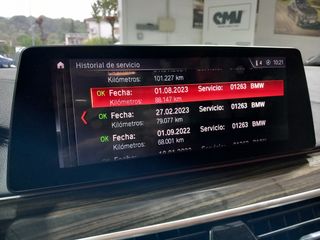 CMJ
4 10:21
Historial de servicio
Kilómetros: 101.227 km
OK Fecha: 01.08.2023 Servicio: 01263 BMW
Kilómetros: 88.147 km
OK Fecha: 27.02.2023 Servicio: 01263 BMW
Kilómetros: 79.077 km
OK Fecha: 01.09.2022 Servicio: 01263 BMW
Kilómetros: 68.001 km